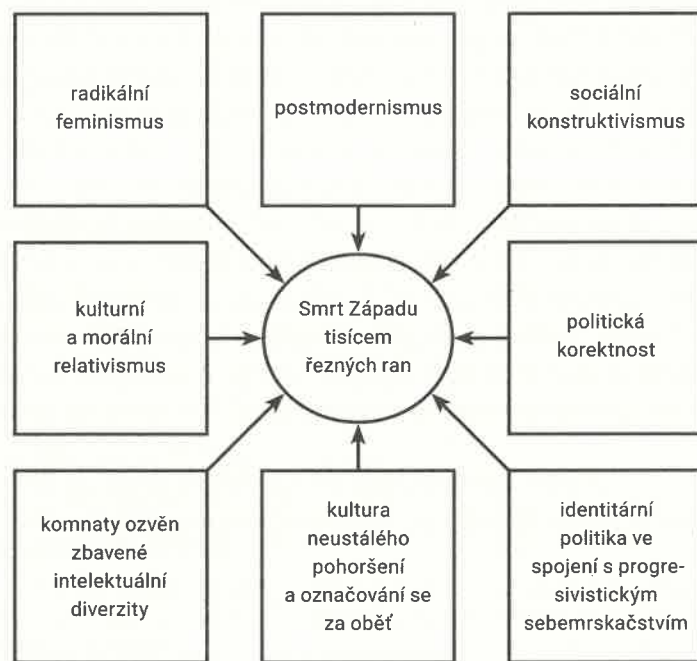 radikální
feminismus
postmodernismus
sociální
konstruktivismus
kulturní
a morální
relativismus
Smrt Západu
tisícem
řezných ran
politická
korektnost
komnaty ozvěn
zbavené
intelektuální
diverzity
kultura
neustálého
pohoršení
a označování se
za oběť
identitární
politika ve
spojení s progre-
sivistickým
sebemrskačstvím